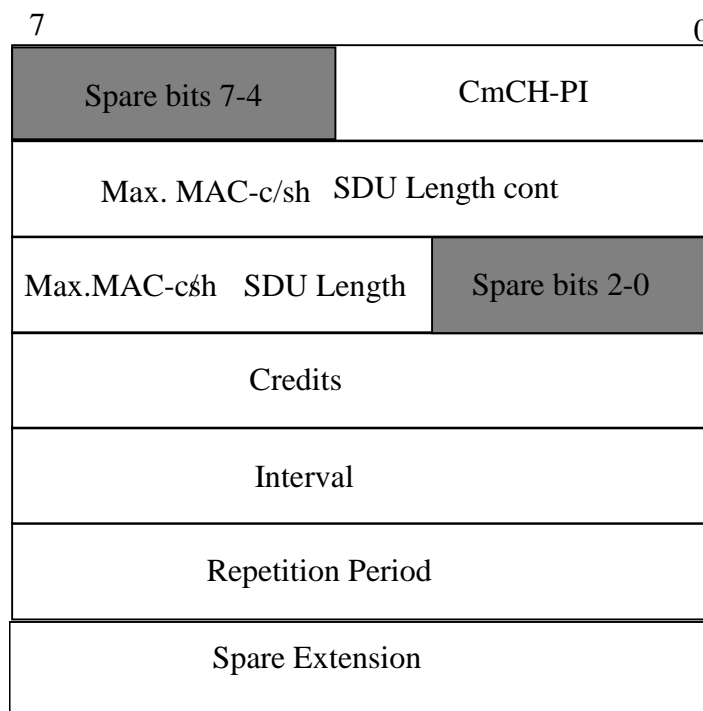 7 0
Spare bits 7-4 CmCH-PI
Max. MAC-c/sh SDU Length cont
Max.MAC-c/sh SDU Length Spare bits 2-0
Credits
Interval
Repetition Period
Spare Extension